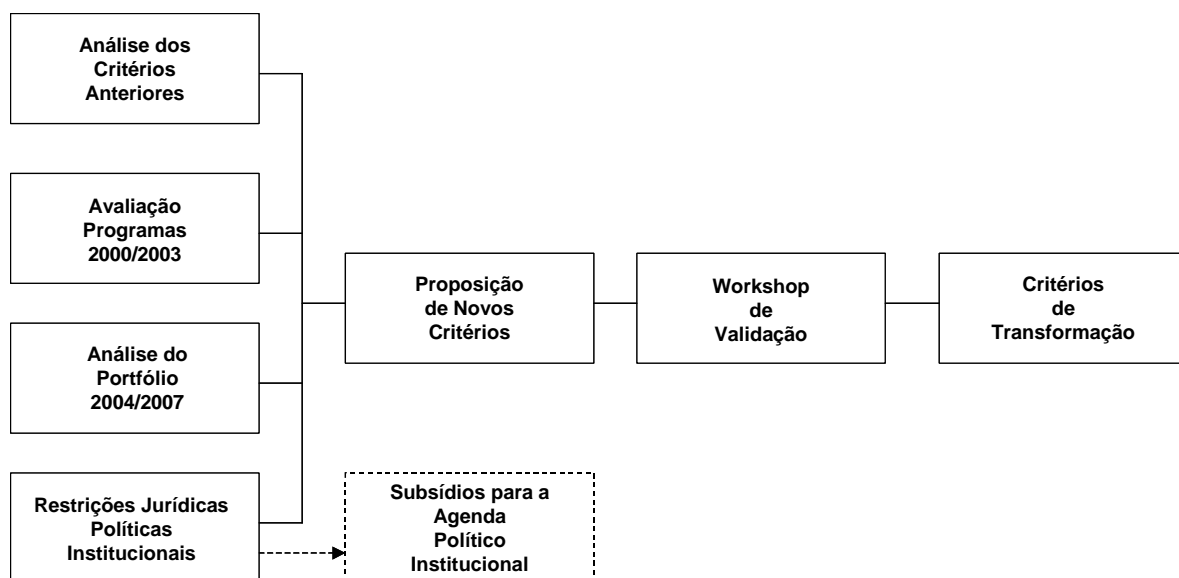 Análise dos
Critérios
Anteriores
Avaliação
Programas
2000/2003
Análise do
Portfólio
2004/2007
Restrições Jurídicas
Políticas
Institucionais
Proposição
de Novos
Critérios
Workshop
de
Validação
Critérios
de
Transformação
Subsídios para a
Agenda
Político
Institucional